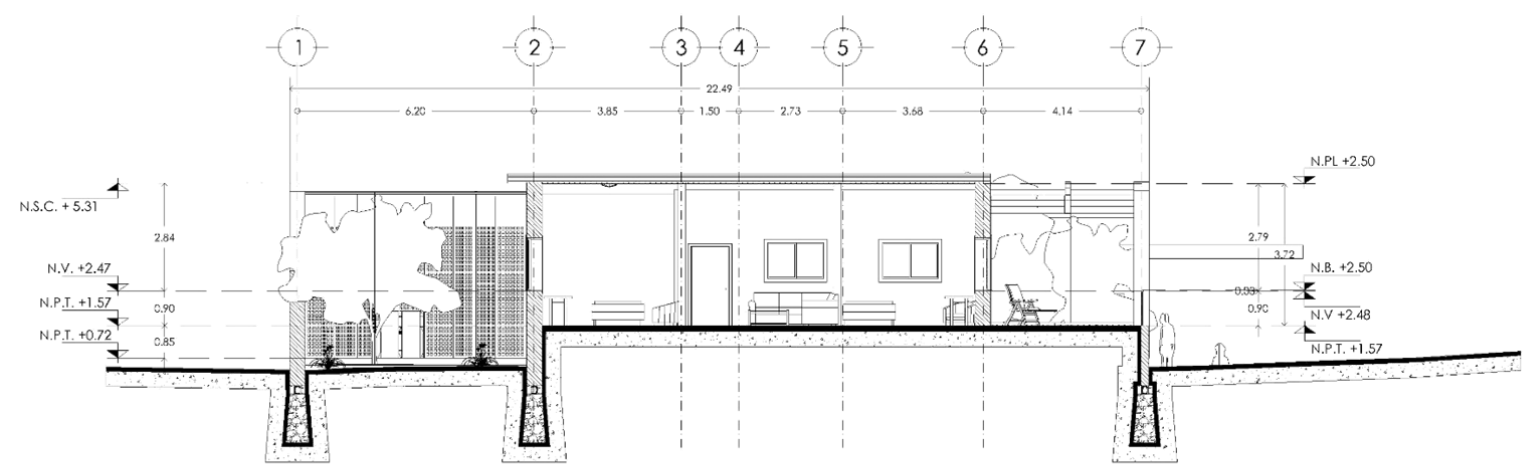 1 2 3 4 5 6 7
22.49
6.20 3.85 1.50 2.73 3.68 4.14
N.PL +2.50
N.S.C. + 5.31
2.84
2.79
3.72
N.V. +2.47
N.B. +2.50
N.P.T. +1.57
0.90
0.03
0.90
N.V +2.48
N.P.T. +0.72
0.85
N.P.T. +1.57